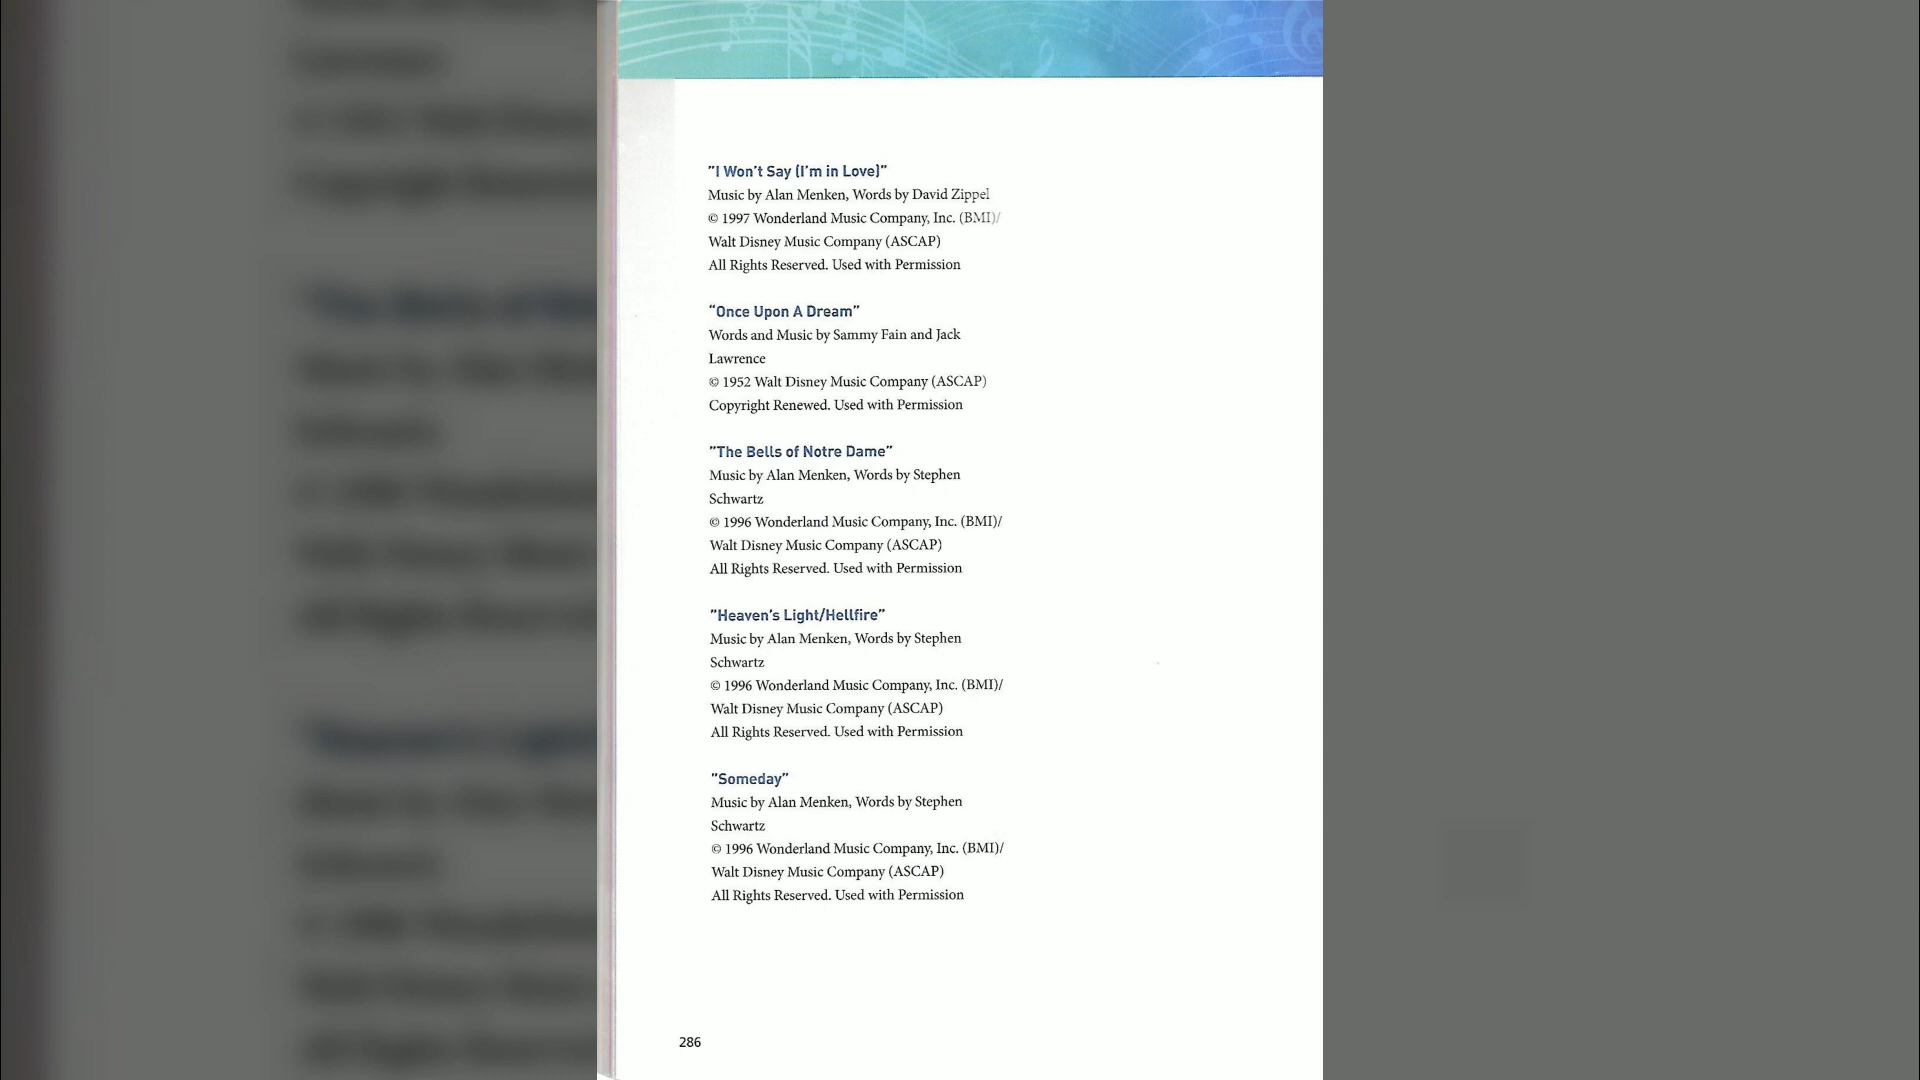 "I Won't Say (I'm in Love)"
Music by Alan Menken, Words by David Zippel
© 1997 Wonderland Music Company, Inc. (BMI)/
Walt Disney Music Company (ASCAP)
All Rights Reserved. Used with Permission
"Once Upon A Dream"
Words and Music by Sammy Fain and Jack
Lawrence
© 1952 Walt Disney Music Company (ASCAP)
Copyright Renewed. Used with Permission
"The Bells of Notre Dame"
Music by Alan Menken, Words by Stephen
Schwartz
© 1996 Wonderland Music Company, Inc. (BMI)/
Walt Disney Music Company (ASCAP)
All Rights Reserved. Used with Permission
"Heaven's Light/Hellfire"
Music by Alan Menken, Words by Stephen
Schwartz
© 1996 Wonderland Music Company, Inc. (BMI)/
Walt Disney Music Company (ASCAP)
All Rights Reserved. Used with Permission
"Someday"
Music by Alan Menken, Words by Stephen
Schwartz
© 1996 Wonderland Music Company, Inc. (BMI)/
Walt Disney Music Company (ASCAP)
All Rights Reserved. Used with Permission
286